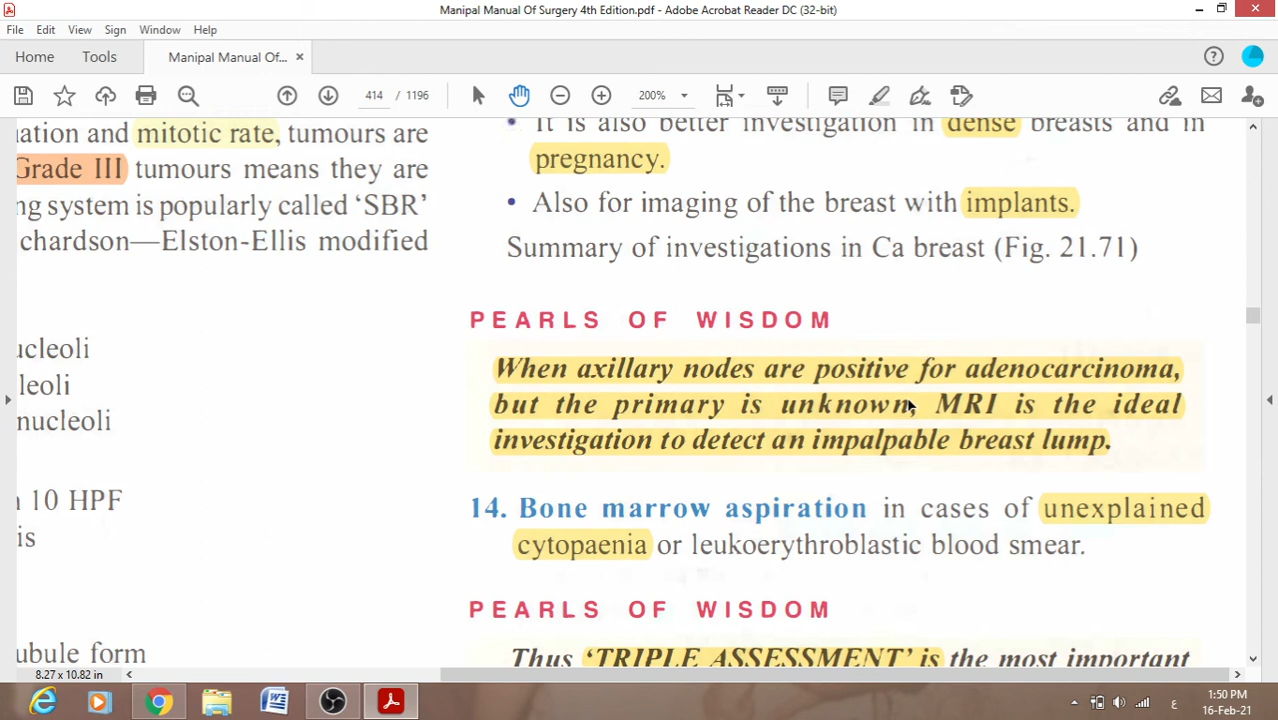 Manipal Manual Of Surgery 4th Edition.pdf - Adobe Acrobat Reader DC (32-bit)
File Edit View Sign Window Help
Home Tools Manipal Manual Of... ×
414 / 1196 200%
nation and mitotic rate, tumours are
Grade III tumours means they are
ng system is popularly called ‘SBR’
chardson—Elston-Ellis modified
ucleoli
leoli
nucleoli
n 10 HPF
is
ubule form
• It is also better investigation in dense breasts and in
pregnancy.
• Also for imaging of the breast with implants.
Summary of investigations in Ca breast (Fig. 21.71)
PEARLS OF WISDOM
When axillary nodes are positive for adenocarcinoma,
but the primary is unknown, MRI is the ideal
investigation to detect an impalpable breast lump.
14. Bone marrow aspiration in cases of unexplained
cytopaenia or leukoerythroblastic blood smear.
PEARLS OF WISDOM
Thus ‘TRIPLE ASSESSMENT’ is the most important
8.27 x 10.82 in
ع
1:50 PM
16-Feb-21